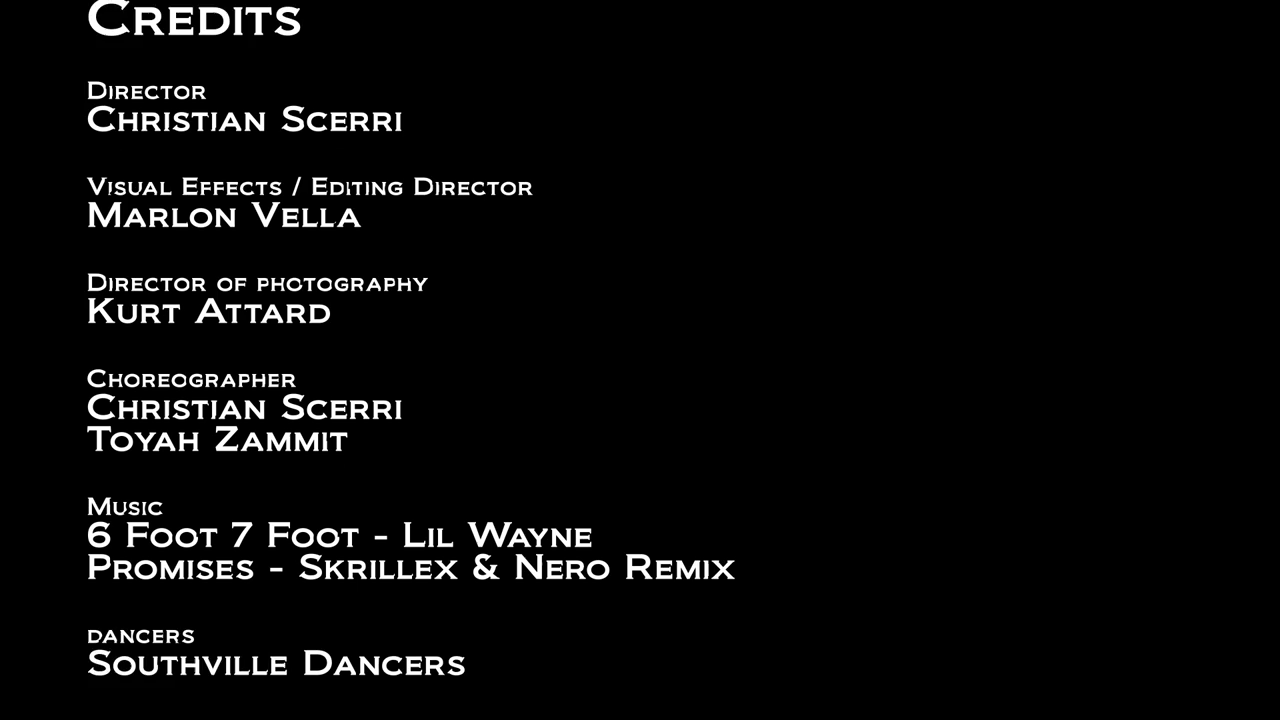 Credits
Director
Christian Scerri
Visual Effects / Editing Director
Marlon Vella
Director of photography
Kurt Attard
Choreographer
Christian Scerri
Toyah Zammit
Music
6 Foot 7 Foot - Lil Wayne
Promises - Skrillex & Nero Remix
dancers
Southville Dancers